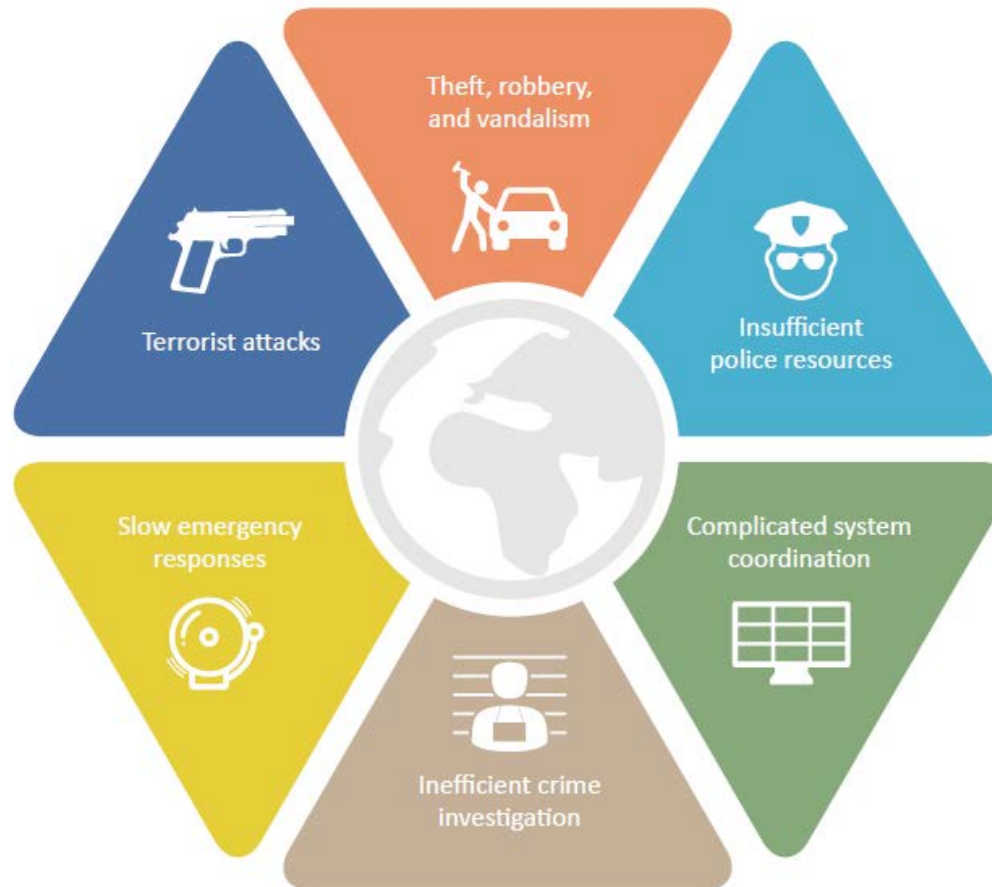 Theft, robbery,
and vandalism
Terrorist attacks
Insufficient
police resources
Slow emergency
responses
Complicated system
coordination
Inefficient crime
investigation